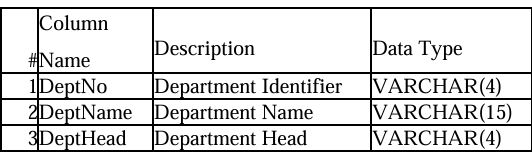 Column
# Name Description Data Type
1 DeptNo Department Identifier VARCHAR(4)
2 DeptName Department Name VARCHAR(15)
3 DeptHead Department Head VARCHAR(4)